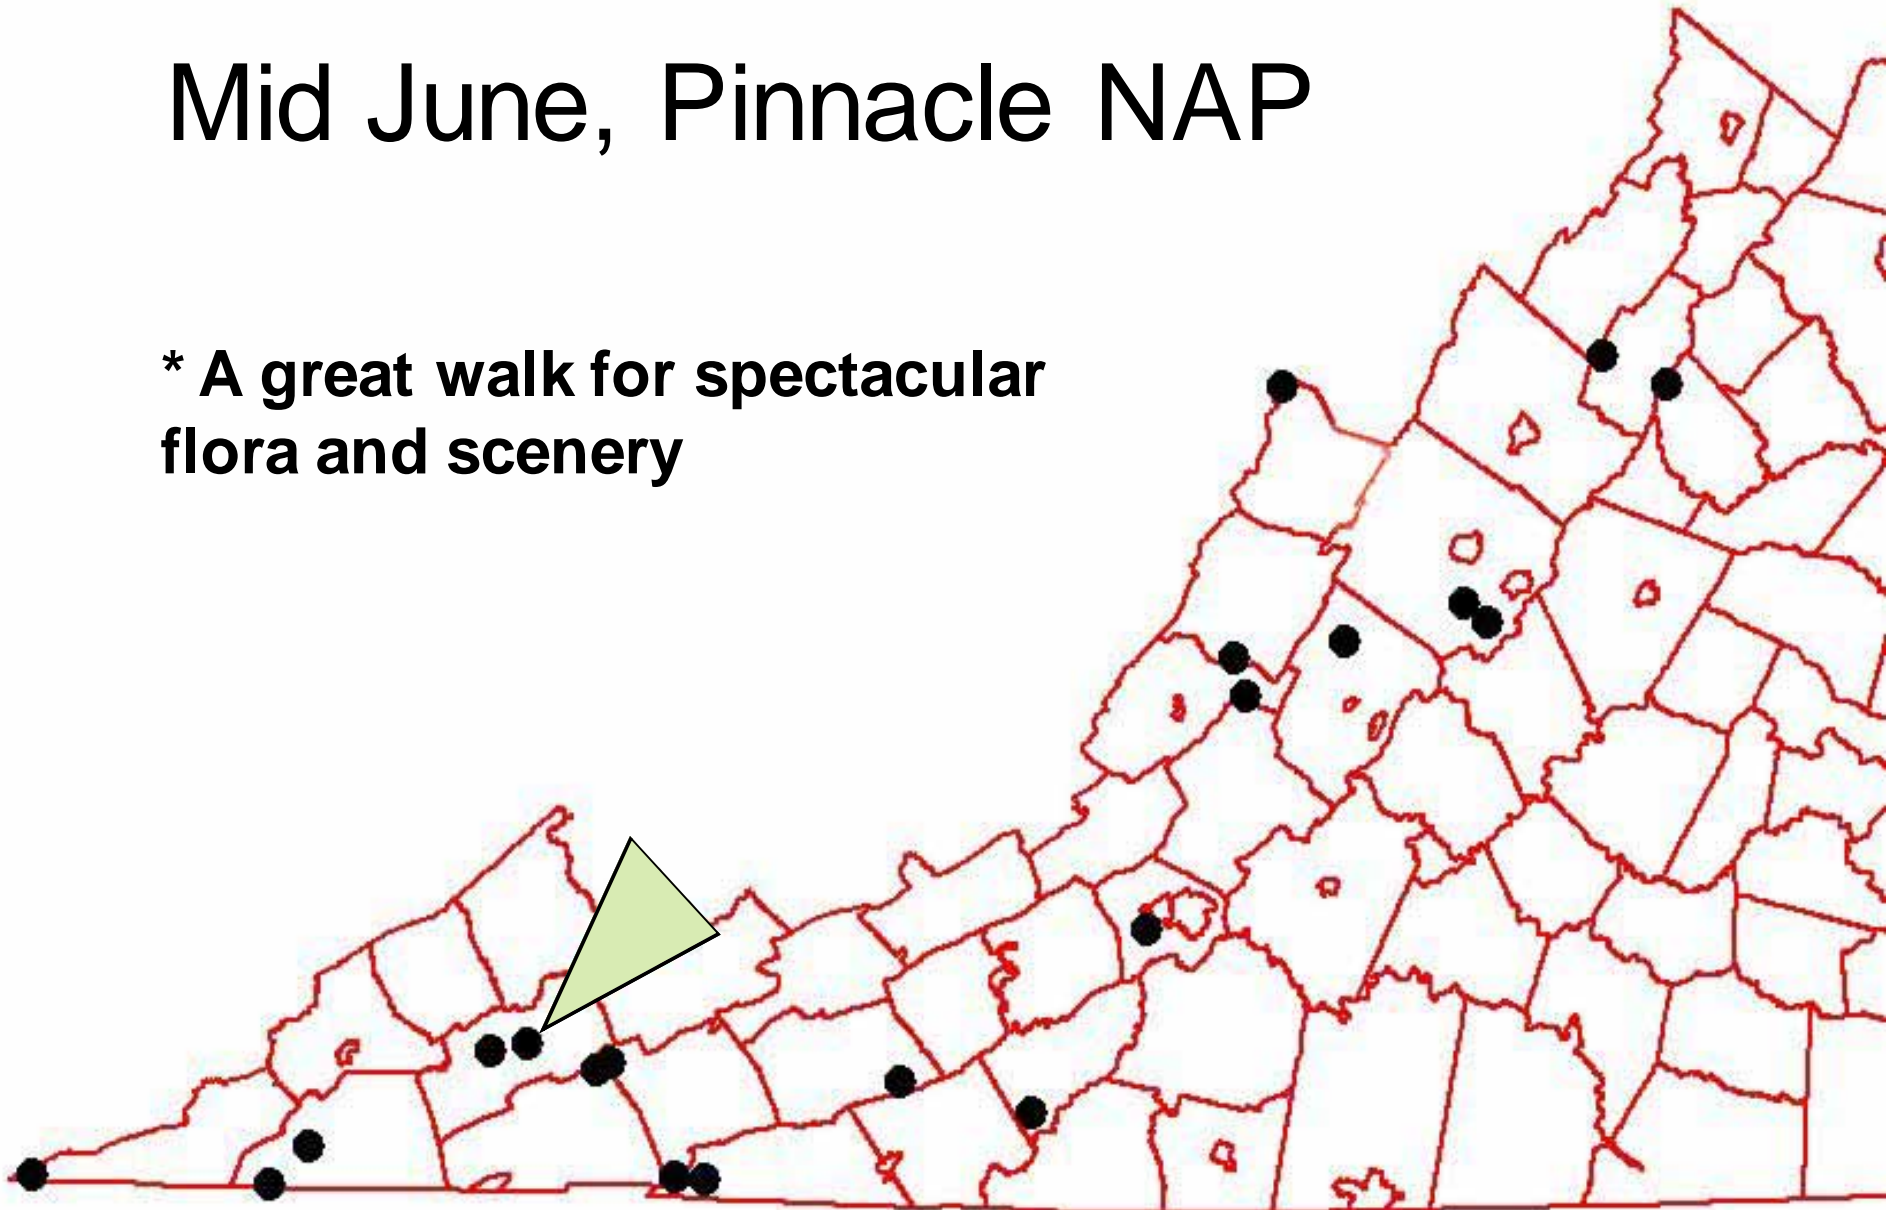 Mid June, Pinnacle NAP
* A great walk for spectacular
flora and scenery